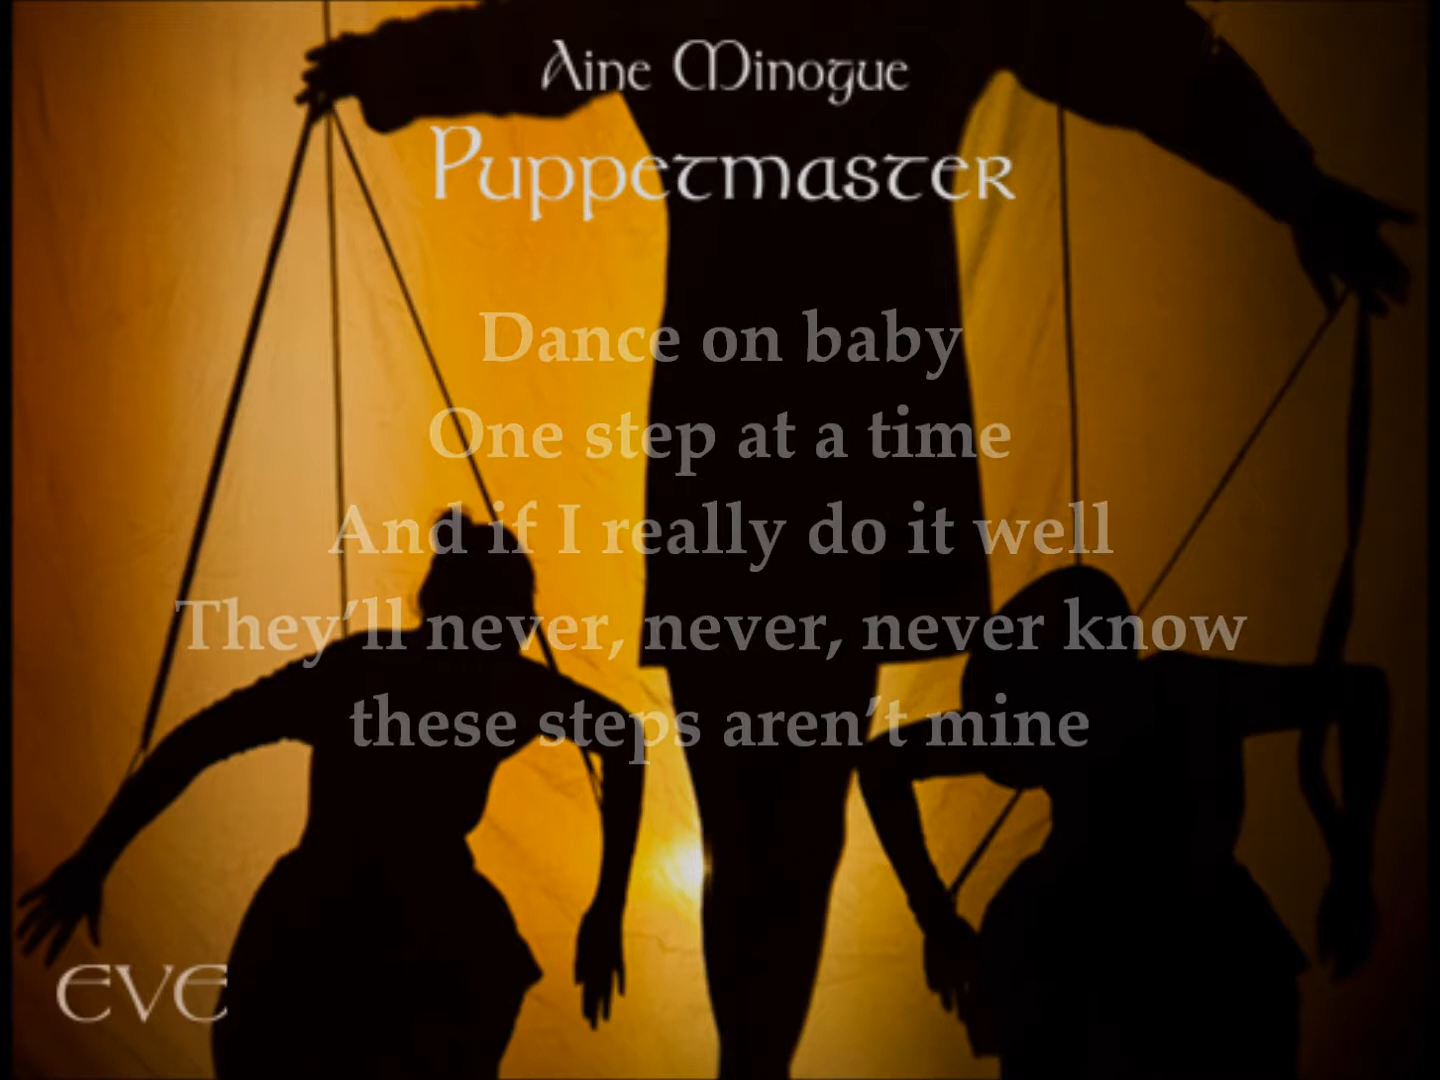 Aine Minogue
Puppetmaster
Dance on baby
One step at a time
And if I really do it well
They’ll never, never, never know
these steps aren’t mine
EVE